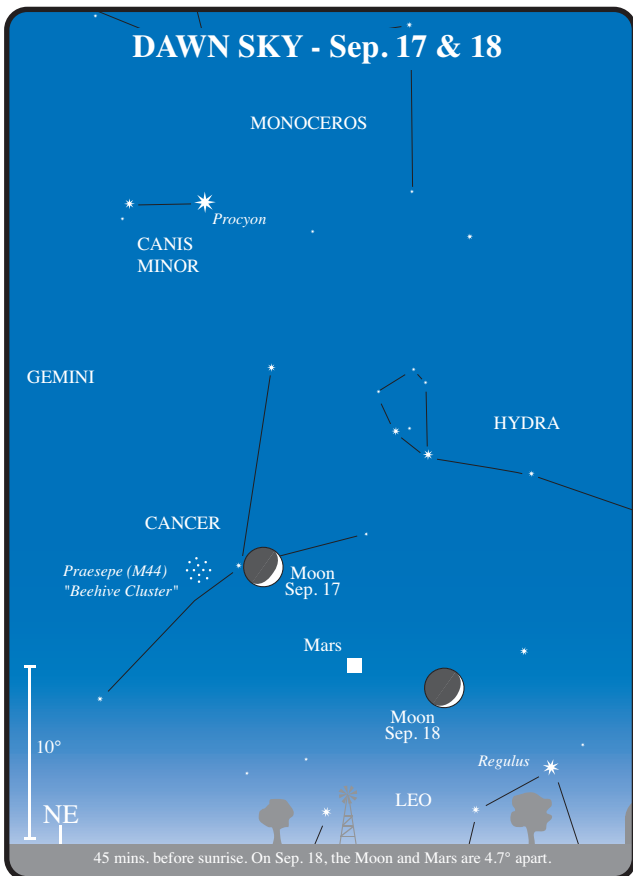 DAWN SKY - Sep. 17 & 18
MONOCEROS
Procyon
CANIS
MINOR
GEMINI
HYDRA
CANCER
Praesepe (M44)
"Beehive Cluster"
Moon
Sep. 17
Mars
Moon
Sep. 18
10°
Regulus
LEO
NE
45 mins. before sunrise. On Sep. 18, the Moon and Mars are 4.7° apart.